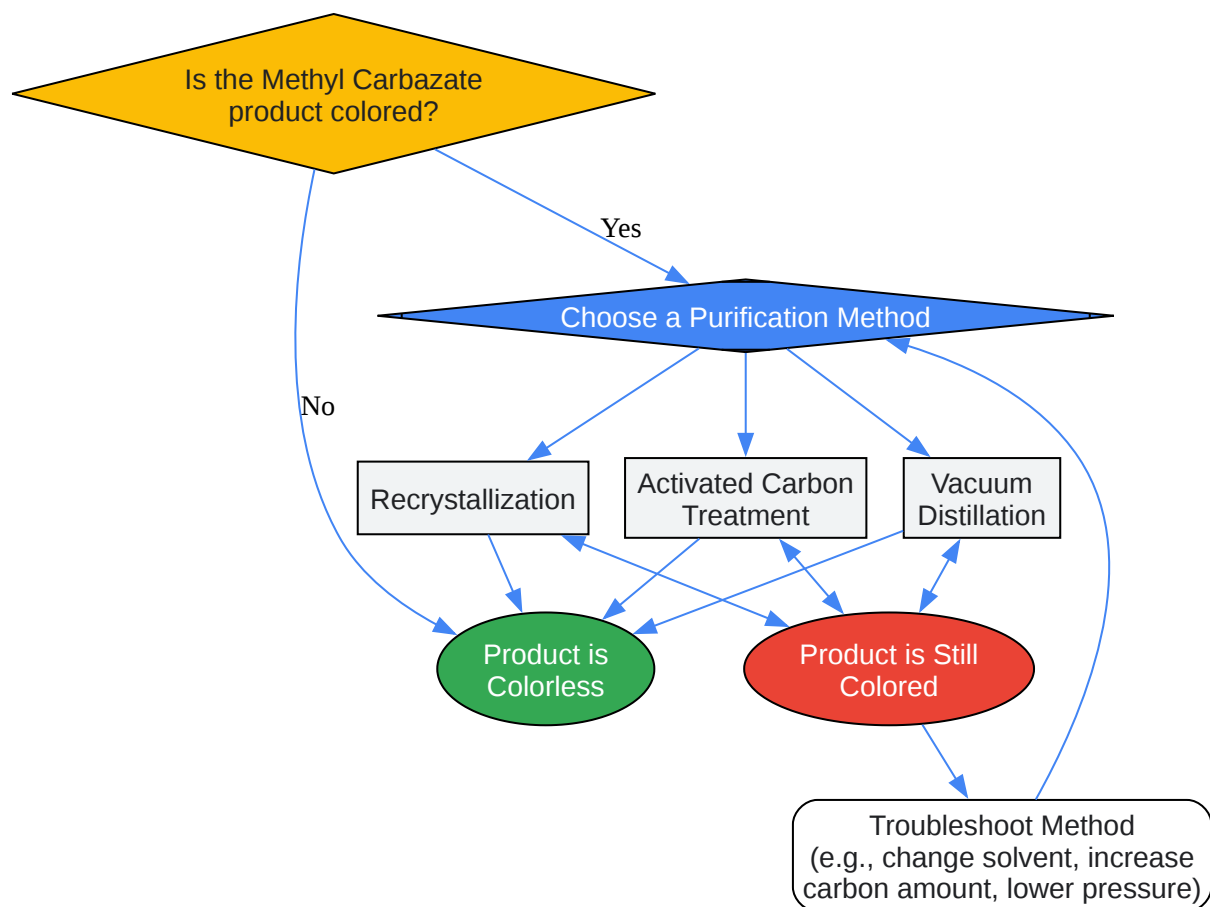 Is the Methyl Carbazate
product colored?
Yes
Choose a Purification Method
No
Recrystallization
Activated Carbon
Treatment
Vacuum
Distillation
Product is
Colorless
Product is Still
Colored
Troubleshoot Method
(e.g., change solvent, increase
carbon amount, lower pressure)